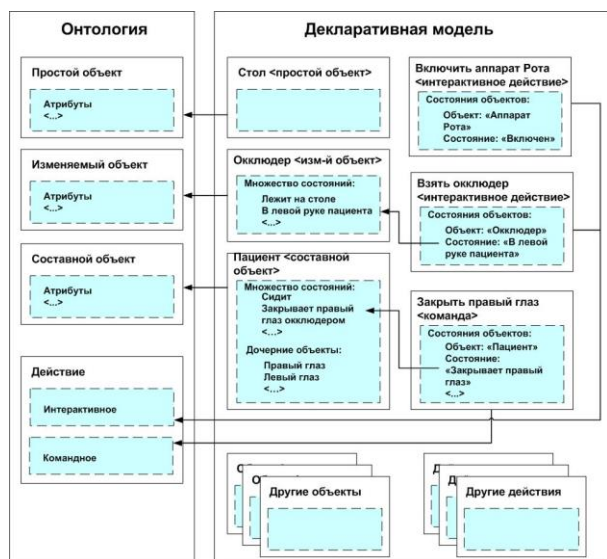 Онтология
Простой объект
Атрибуты
<...>
Изменяемый объект
Атрибуты
<...>
Составной объект
Атрибуты
<...>
Действие
Интерактивное
Командное
Декларативная модель
Стол <простой объект>
Окклюдер <изм-й объект>
Множество состояний:
Лежит на столе
В левой руке пациента
<...>
Пациент <составной
объект>
Множество состояний:
Сидит
Закрывает правый
глаз окклюдером
<...>
Дочерние объекты:
Правый глаз
Левый глаз
<...>
Включить аппарат Рота
<интерактивное действие>
Состояния объектов:
Объект: «Аппарат
Рота»
Состояние: «Включен»
Взять окклюдер
<интерактивное действие>
Состояния объектов:
Объект: «Окклюдер»
Состояние: «В левой
руке пациента»
Закрыть правый глаз
<команда>
Состояния объектов:
Объект: «Пациент»
Состояние:
«Закрывает правый
глаз»
<...>
Другие объекты
Другие действия